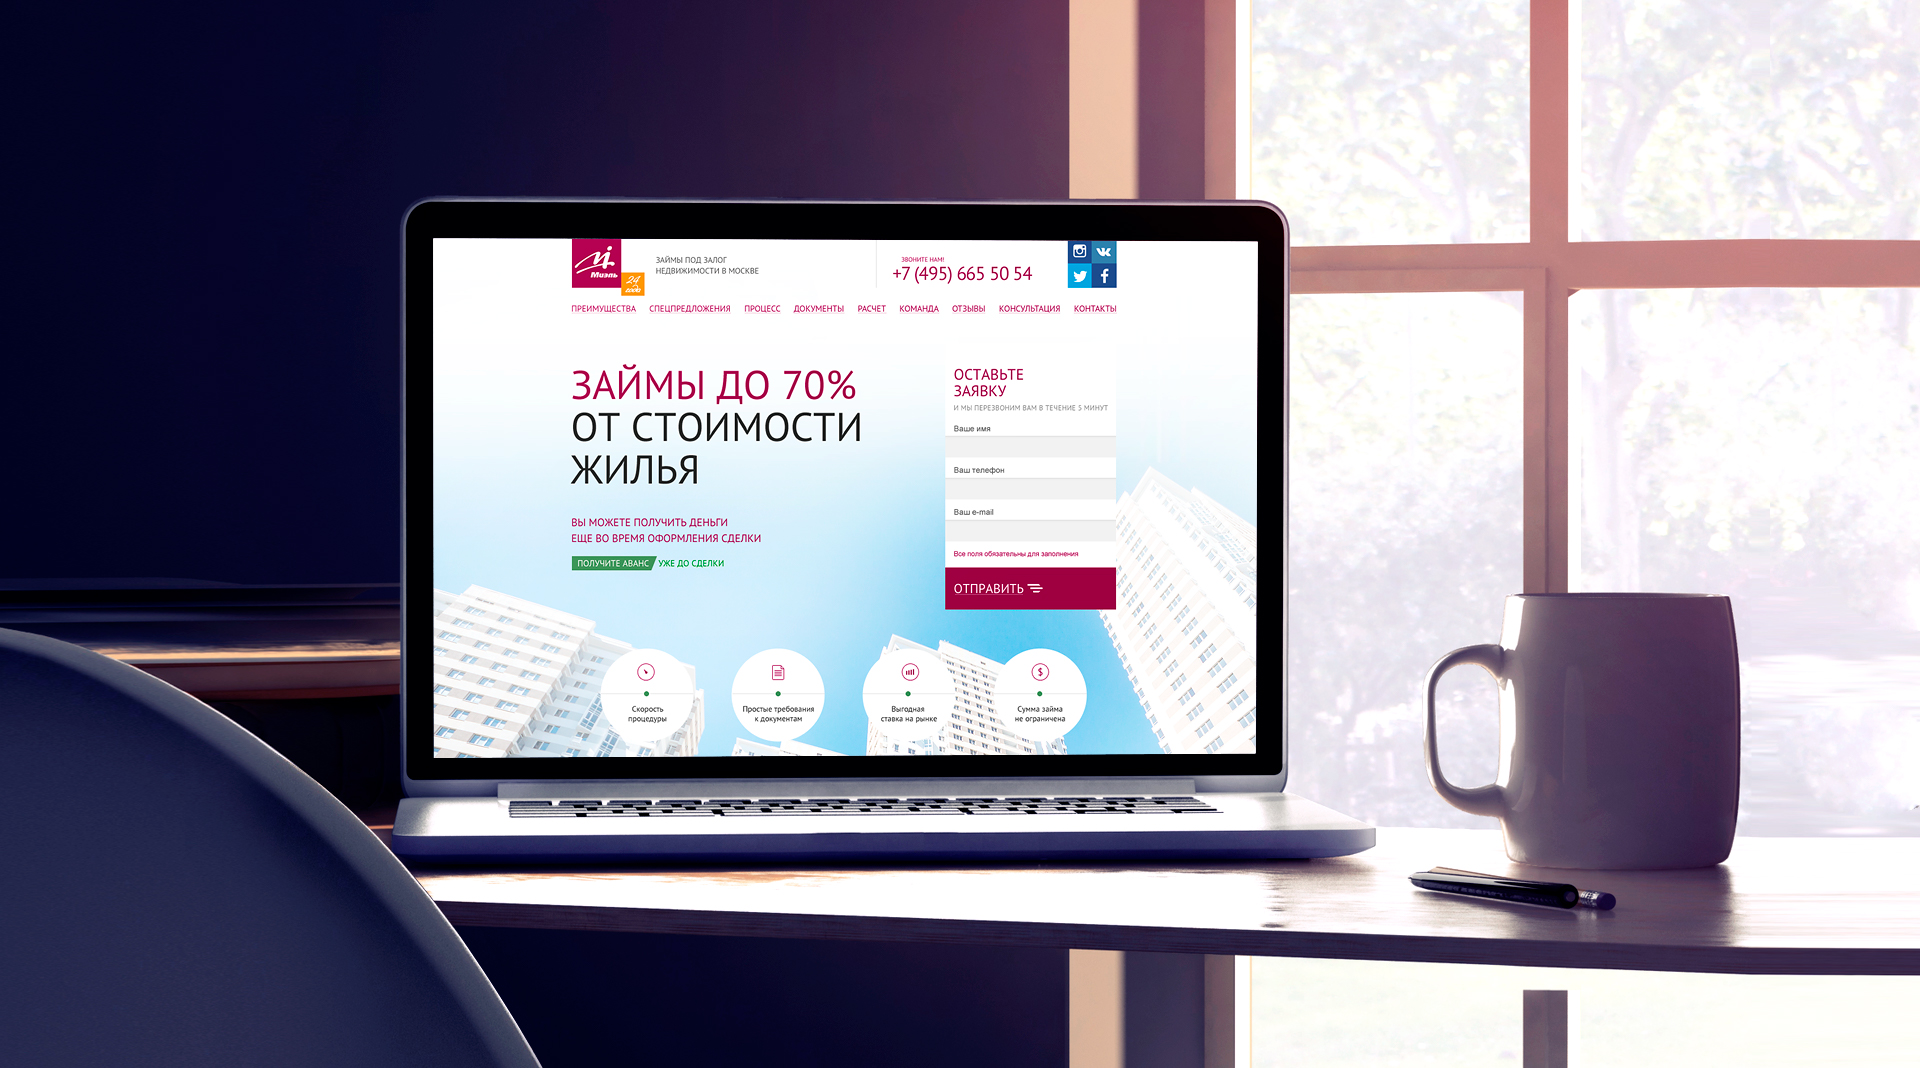 Миэль
24
года
ЗАЙМЫ ПОД ЗАЛОГ
НЕДВИЖИМОСТИ В МОСКВЕ
ЗВОНИТЕ НАМ!
+7 (495) 665 50 54
ПРЕИМУЩЕСТВА СПЕЦПРЕДЛОЖЕНИЯ ПРОЦЕСС ДОКУМЕНТЫ РАСЧЕТ КОМАНДА ОТЗЫВЫ КОНСУЛЬТАЦИЯ КОНТАКТЫ
ЗАЙМЫ ДО 70%
ОТ СТОИМОСТИ
ЖИЛЬЯ
ВЫ МОЖЕТЕ ПОЛУЧИТЬ ДЕНЬГИ
ЕЩЕ ВО ВРЕМЯ ОФОРМЛЕНИЯ СДЕЛКИ
ПОЛУЧИТЕ АВАНС УЖЕ ДО СДЕЛКИ
ОСТАВЬТЕ
ЗАЯВКУ
И МЫ ПЕРЕЗВОНИМ ВАМ В ТЕЧЕНИЕ 5 МИНУТ
Ваше имя
Ваш телефон
Ваш e-mail
Все поля обязательны для заполнения
ОТПРАВИТЬ
Скорость
процедуры
Простые требования
к документам
Выгодная
ставка на рынке
Сумма займа
не ограничена